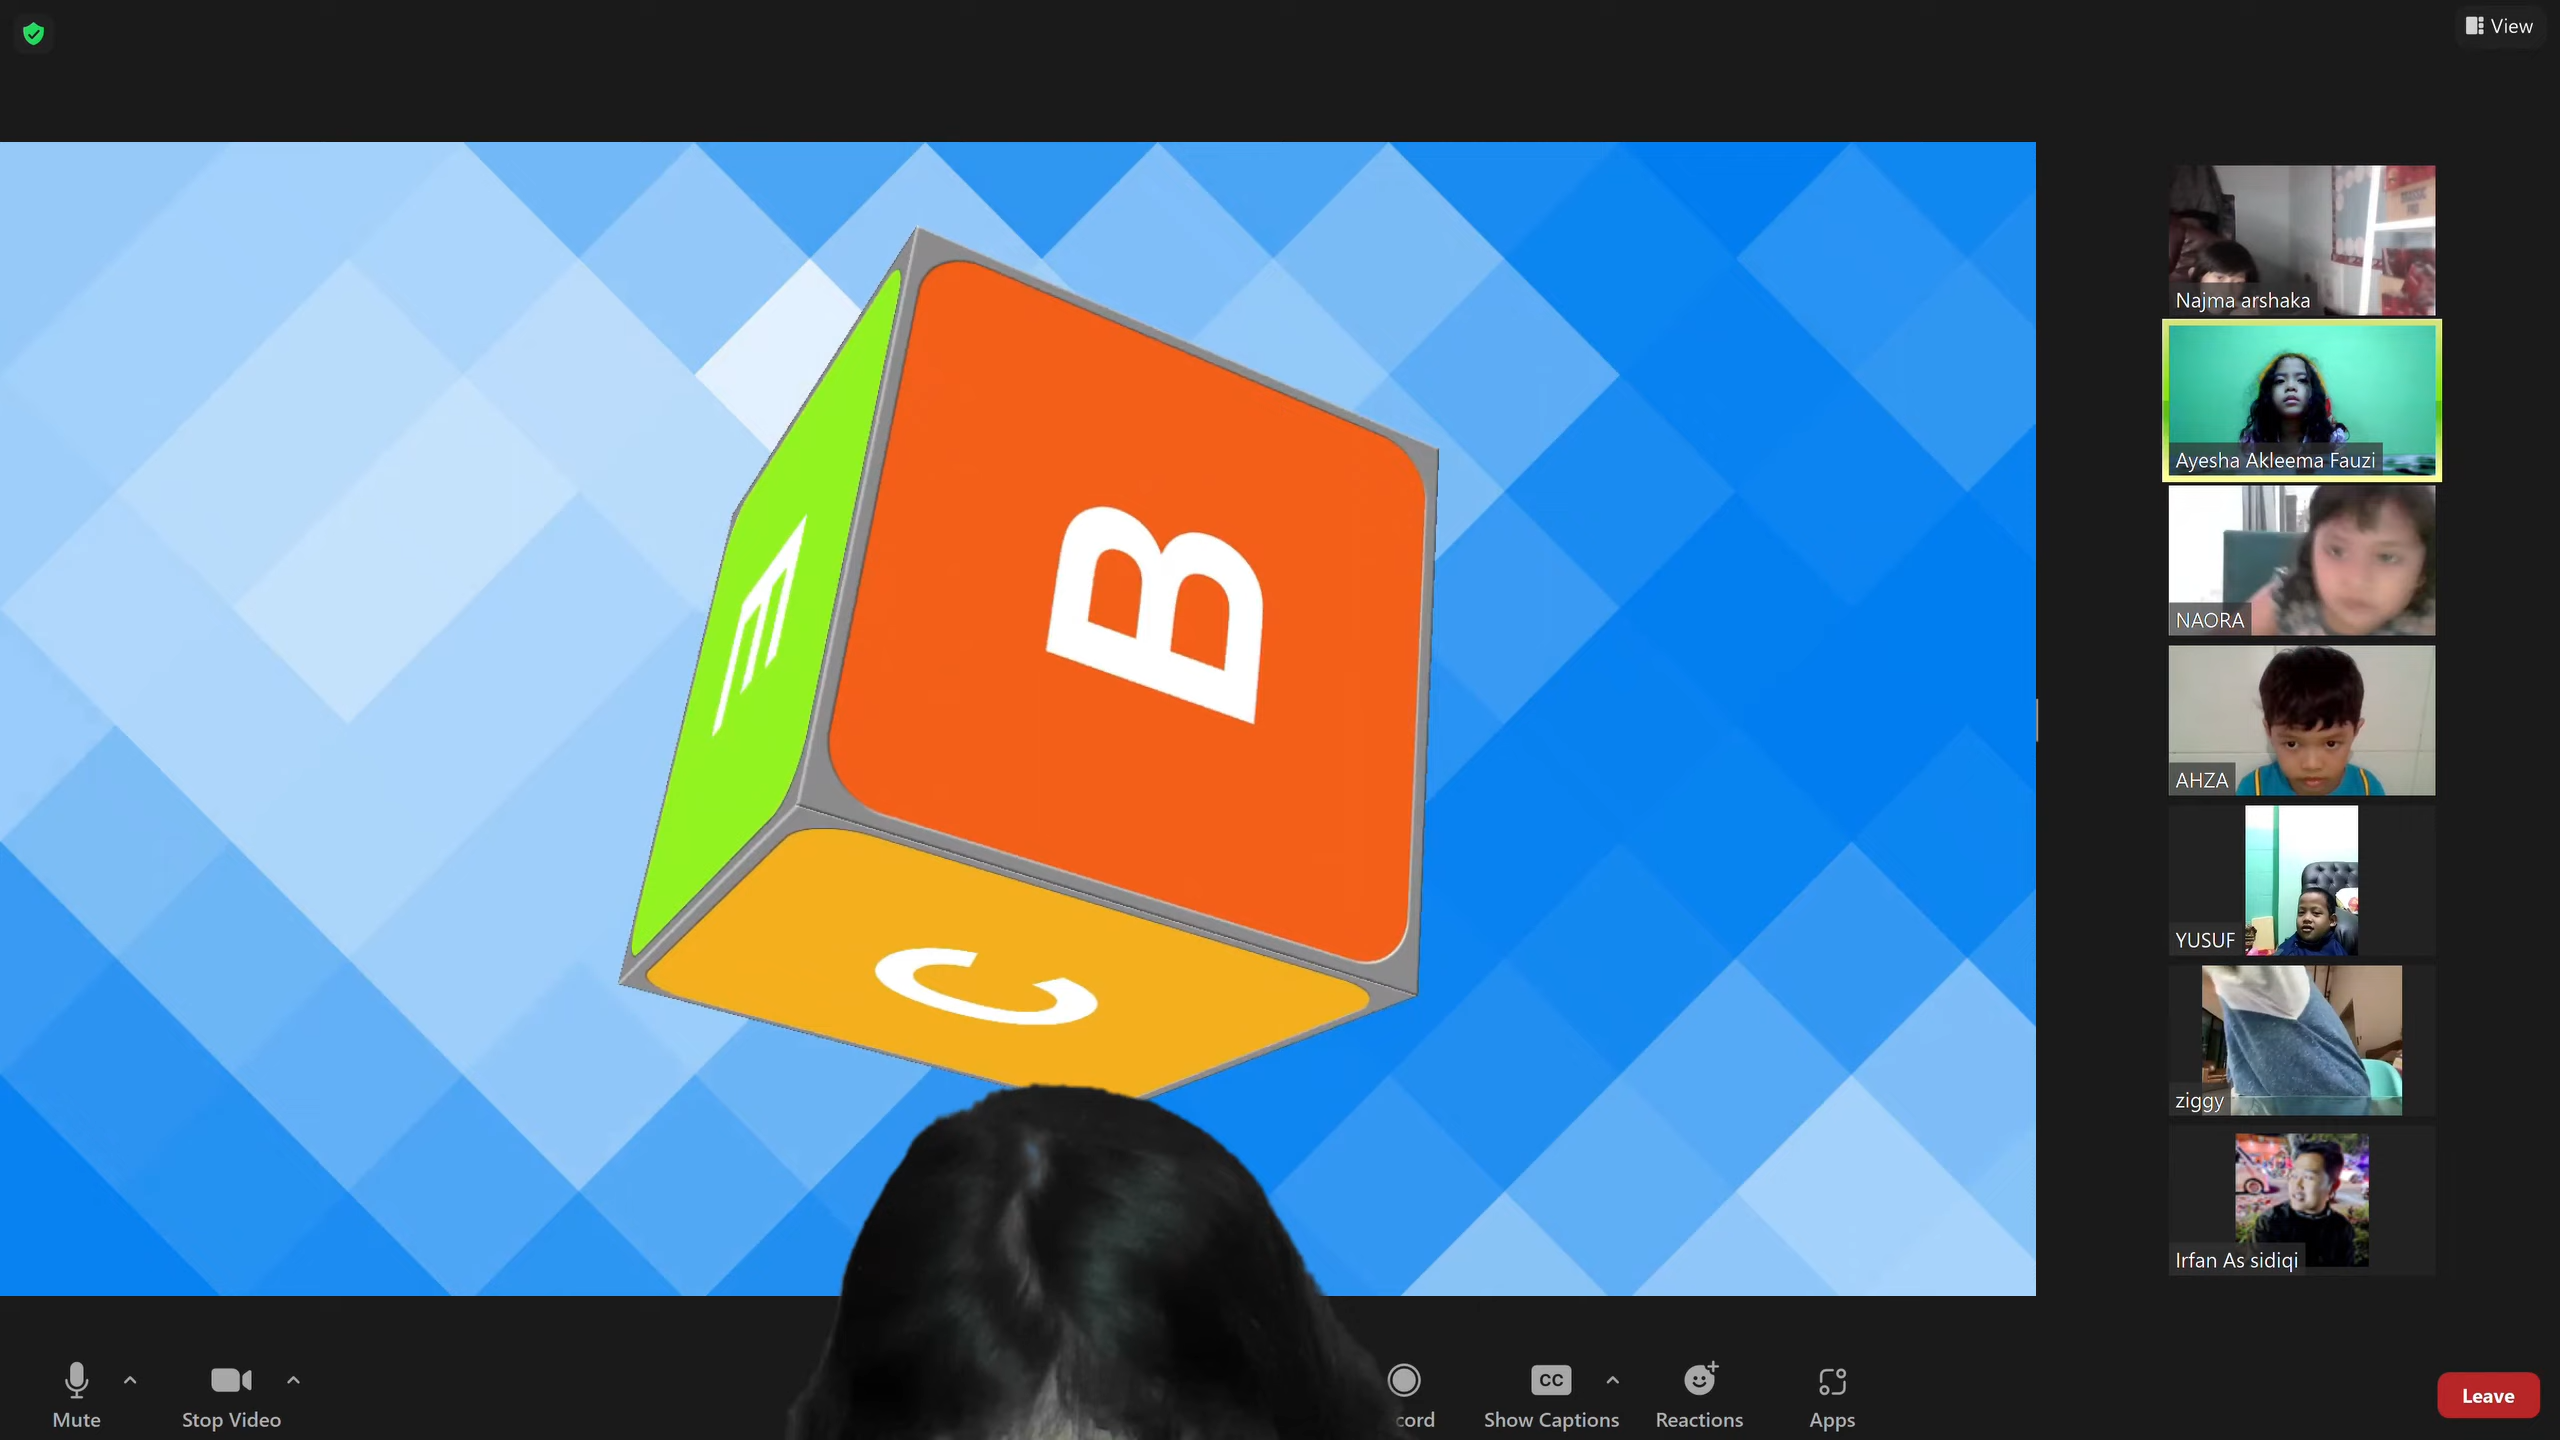 View
E
B
C
Najma arshaka
Ayesha Akleema Fauzi
NAORA
AHZA
YUSUF
ziggy
Irfan As sidiqi
Mute
Stop Video
cord
CC
Show Captions
Reactions
Apps
Leave